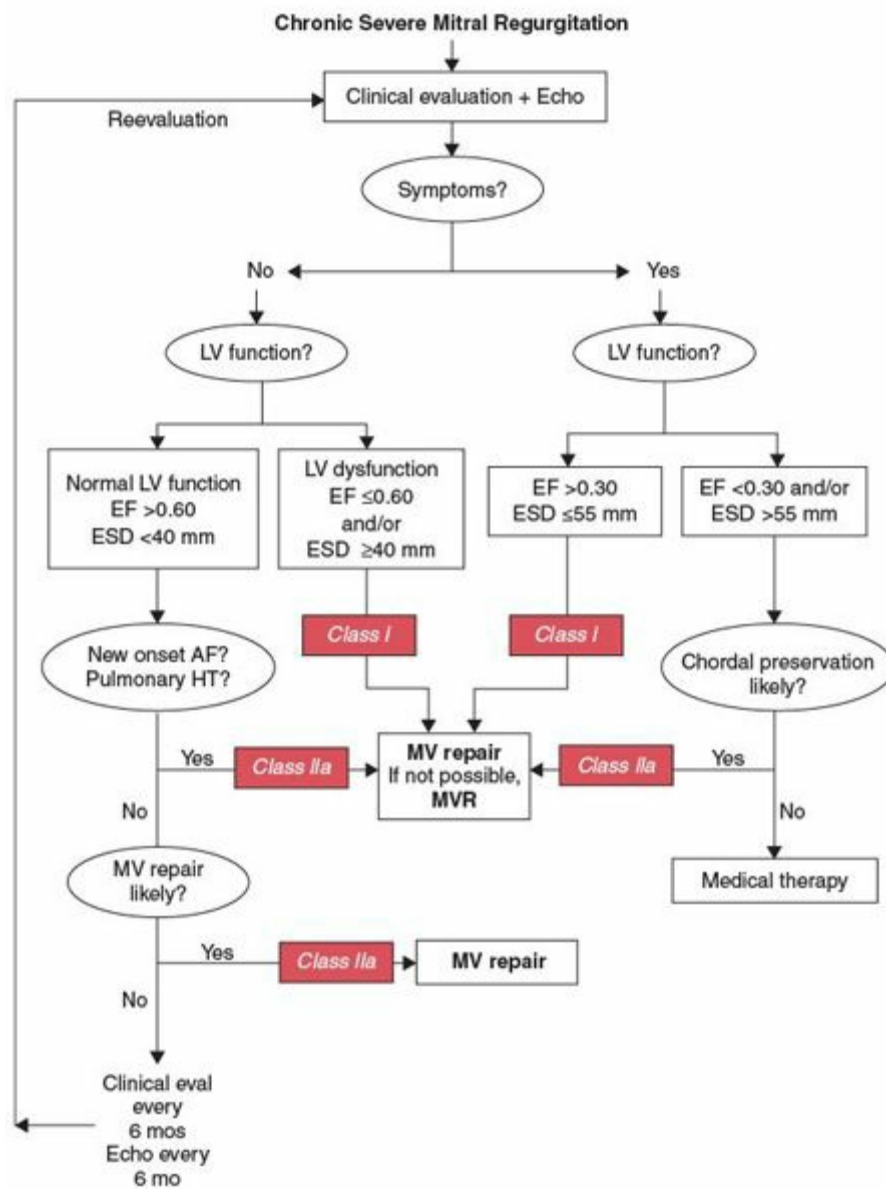 Chronic Severe Mitral Regurgitation
Clinical evaluation + Echo
Reevaluation
Symptoms?
No
Yes
LV function?
LV function?
Normal LV function
EF >0.60
ESD <40 mm
LV dysfunction
EF ≤0.60
and/or
ESD ≥40 mm
EF >0.30
ESD ≤55 mm
EF <0.30 and/or
ESD >55 mm
Class I
Class I
New onset AF?
Pulmonary HT?
Chordal preservation
likely?
Yes
Class IIa
MV repair
If not possible,
MVR
Class IIa
Yes
No
No
MV repair
likely?
Medical therapy
Yes
Class IIa
MV repair
No
Clinical eval
every
6 mos
Echo every
6 mo